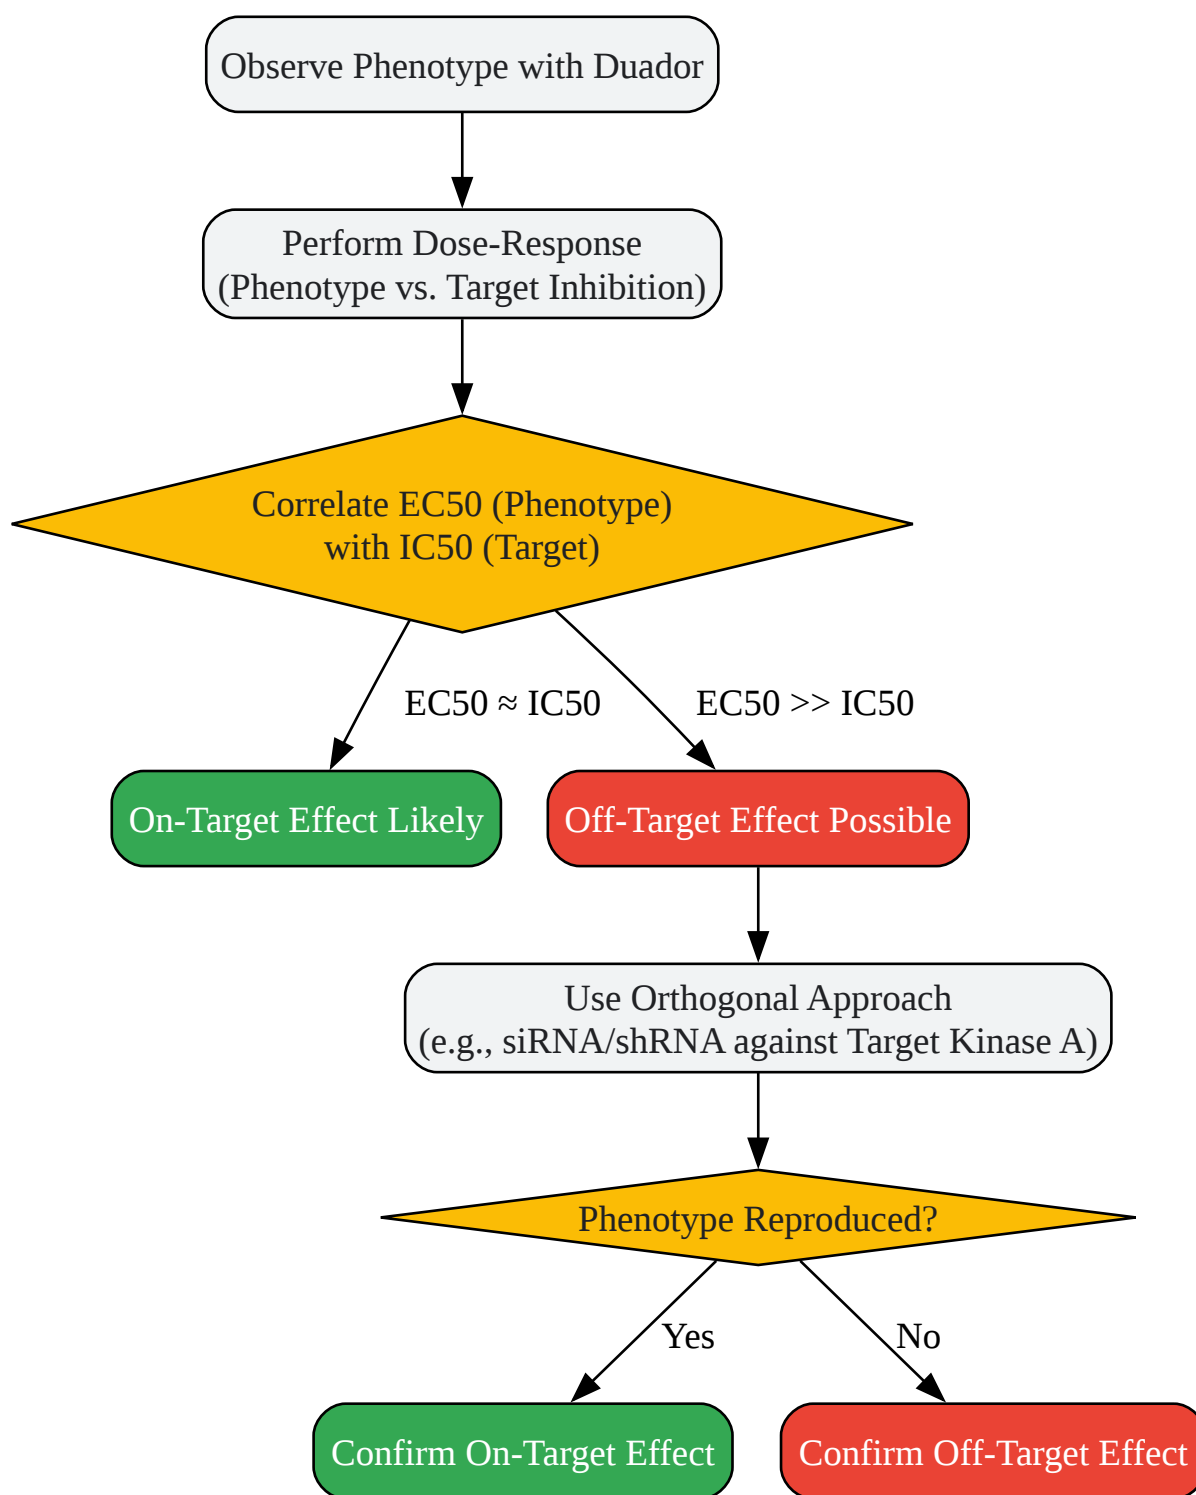 Observe Phenotype with Duador
Perform Dose-Response
(Phenotype vs. Target Inhibition)
Correlate EC50 (Phenotype)
with IC50 (Target)
EC50 ≈ IC50
EC50 >> IC50
On-Target Effect Likely
Off-Target Effect Possible
Use Orthogonal Approach
(e.g., siRNA/shRNA against Target Kinase A)
Phenotype Reproduced?
Yes
No
Confirm On-Target Effect
Confirm Off-Target Effect